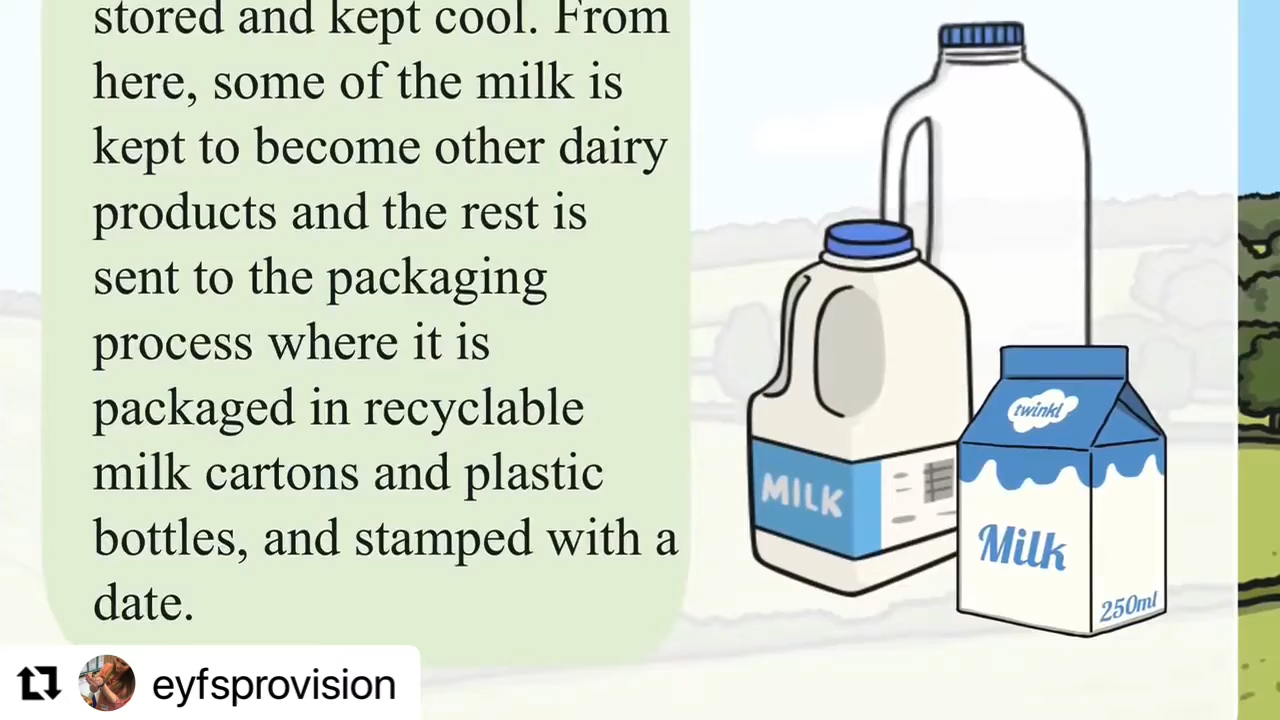 stored and kept cool. From
here, some of the milk is
kept to become other dairy
products and the rest is
sent to the packaging
process where it is
packaged in recyclable
milk cartons and plastic
bottles, and stamped with a
date.
MILK
twinkl
Milk
250ml
eyfsprovision